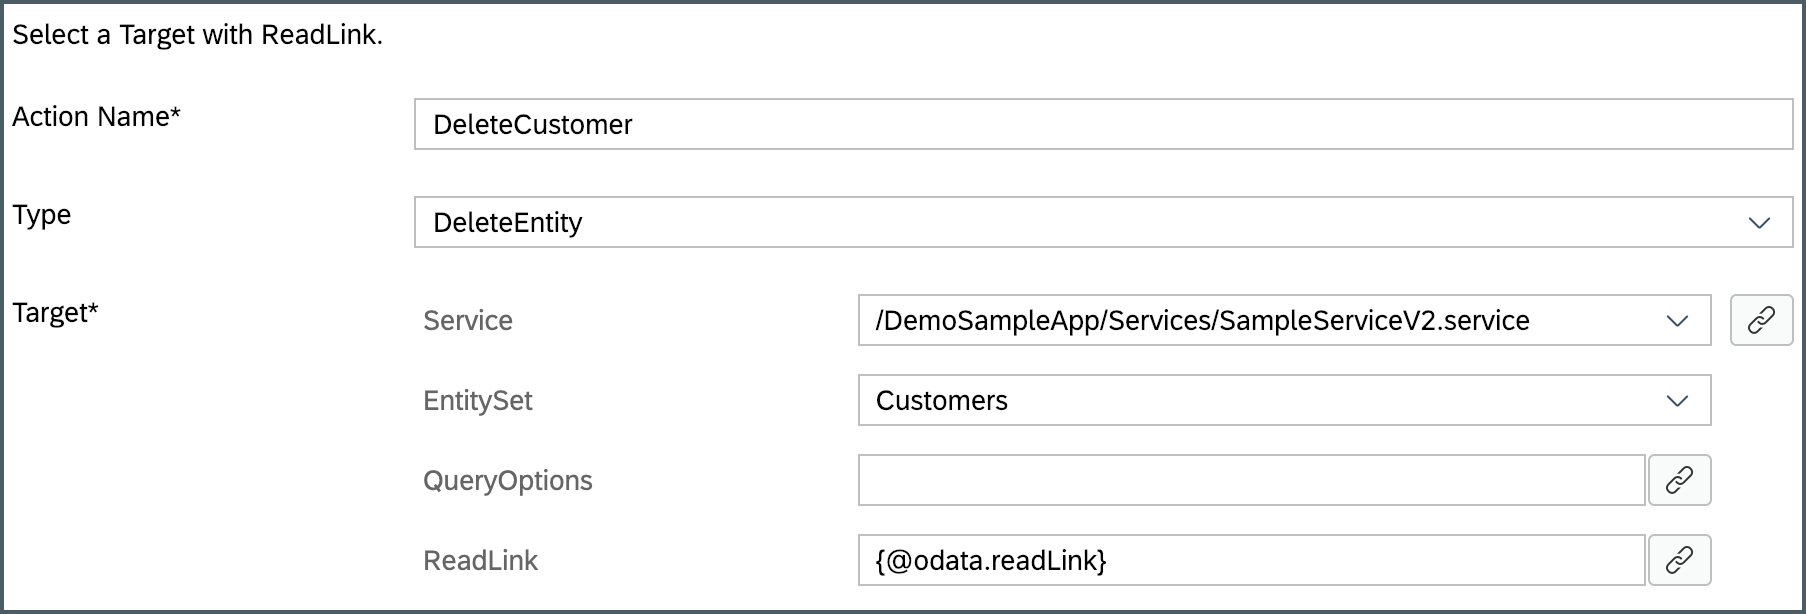 Select a Target with ReadLink.
Action Name*
DeleteCustomer
Type
DeleteEntity
Target*
Service
/DemoSampleApp/Services/SampleServiceV2.service
EntitySet
Customers
QueryOptions
ReadLink
{@odata.readLink}